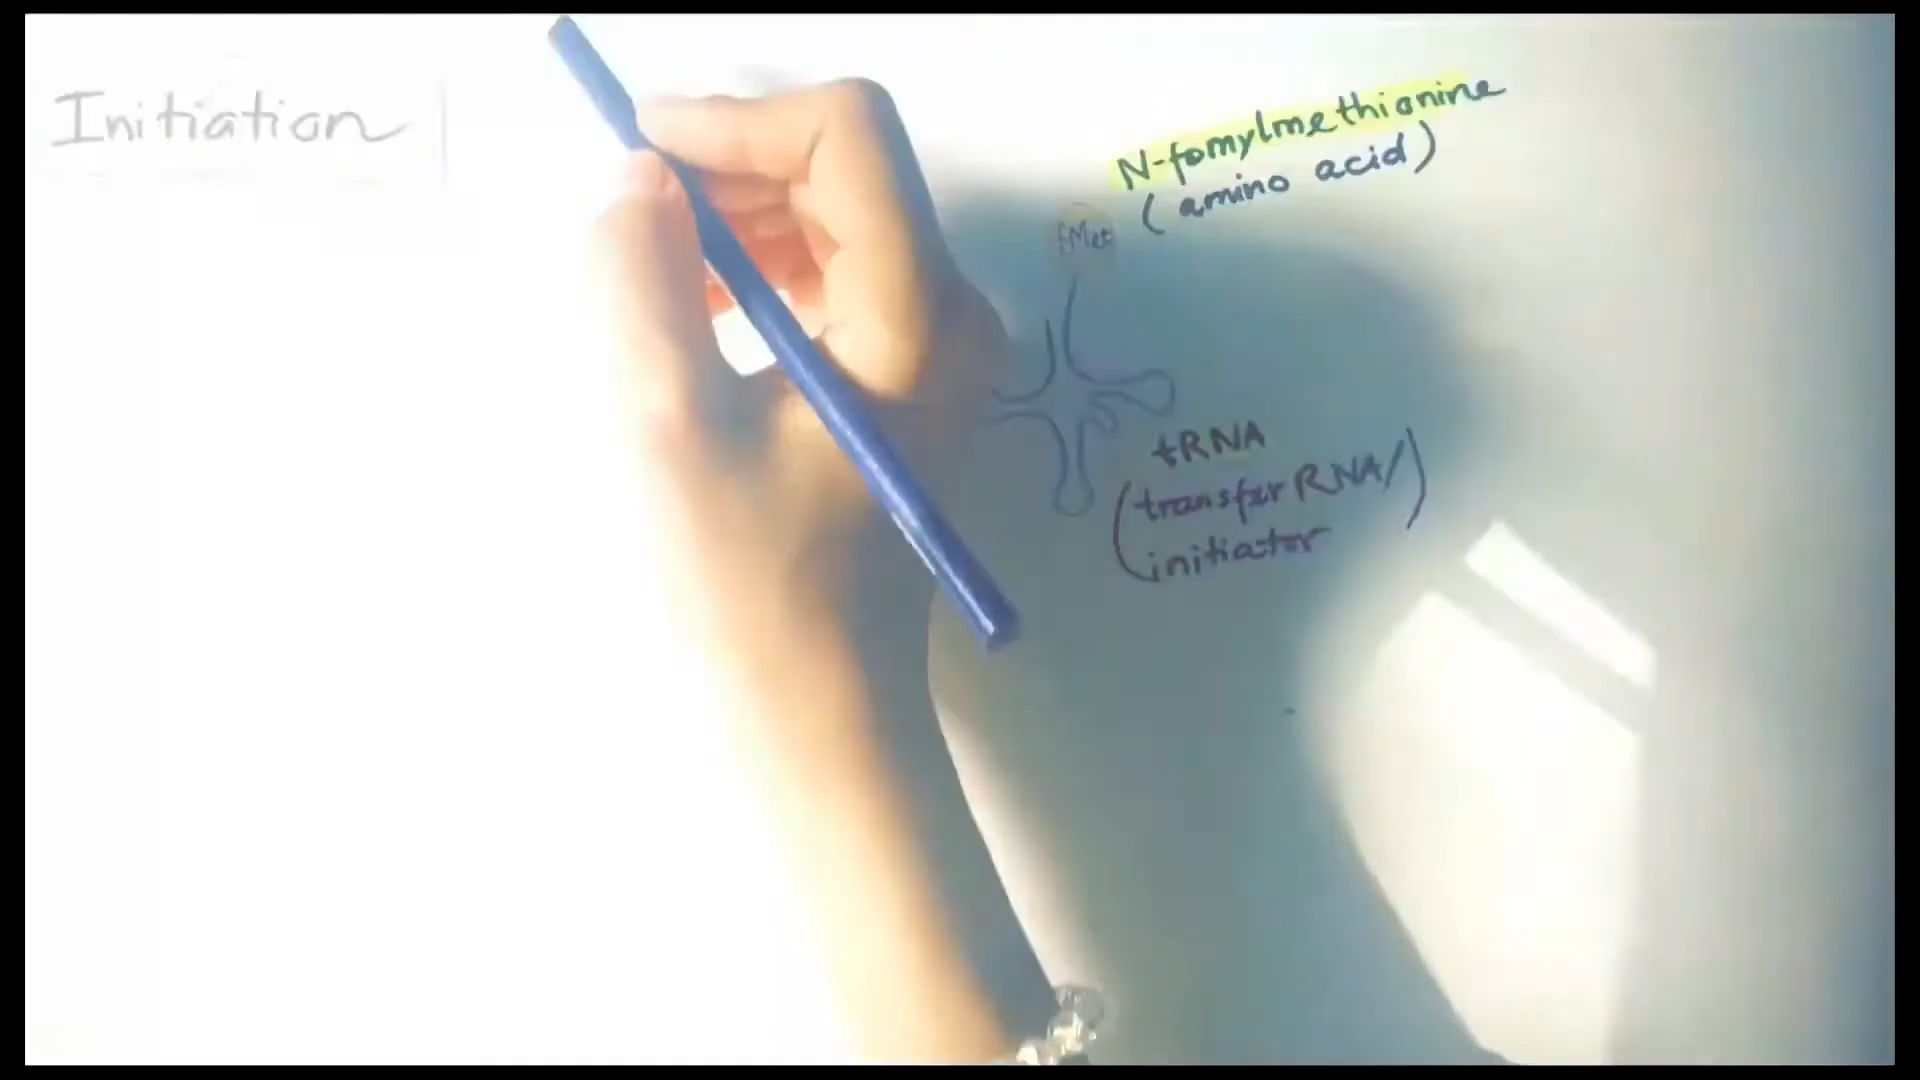 Initiation
N-fomylmethionine
(amino acid)
fMet
tRNA
(transfer RNA/)
initiator